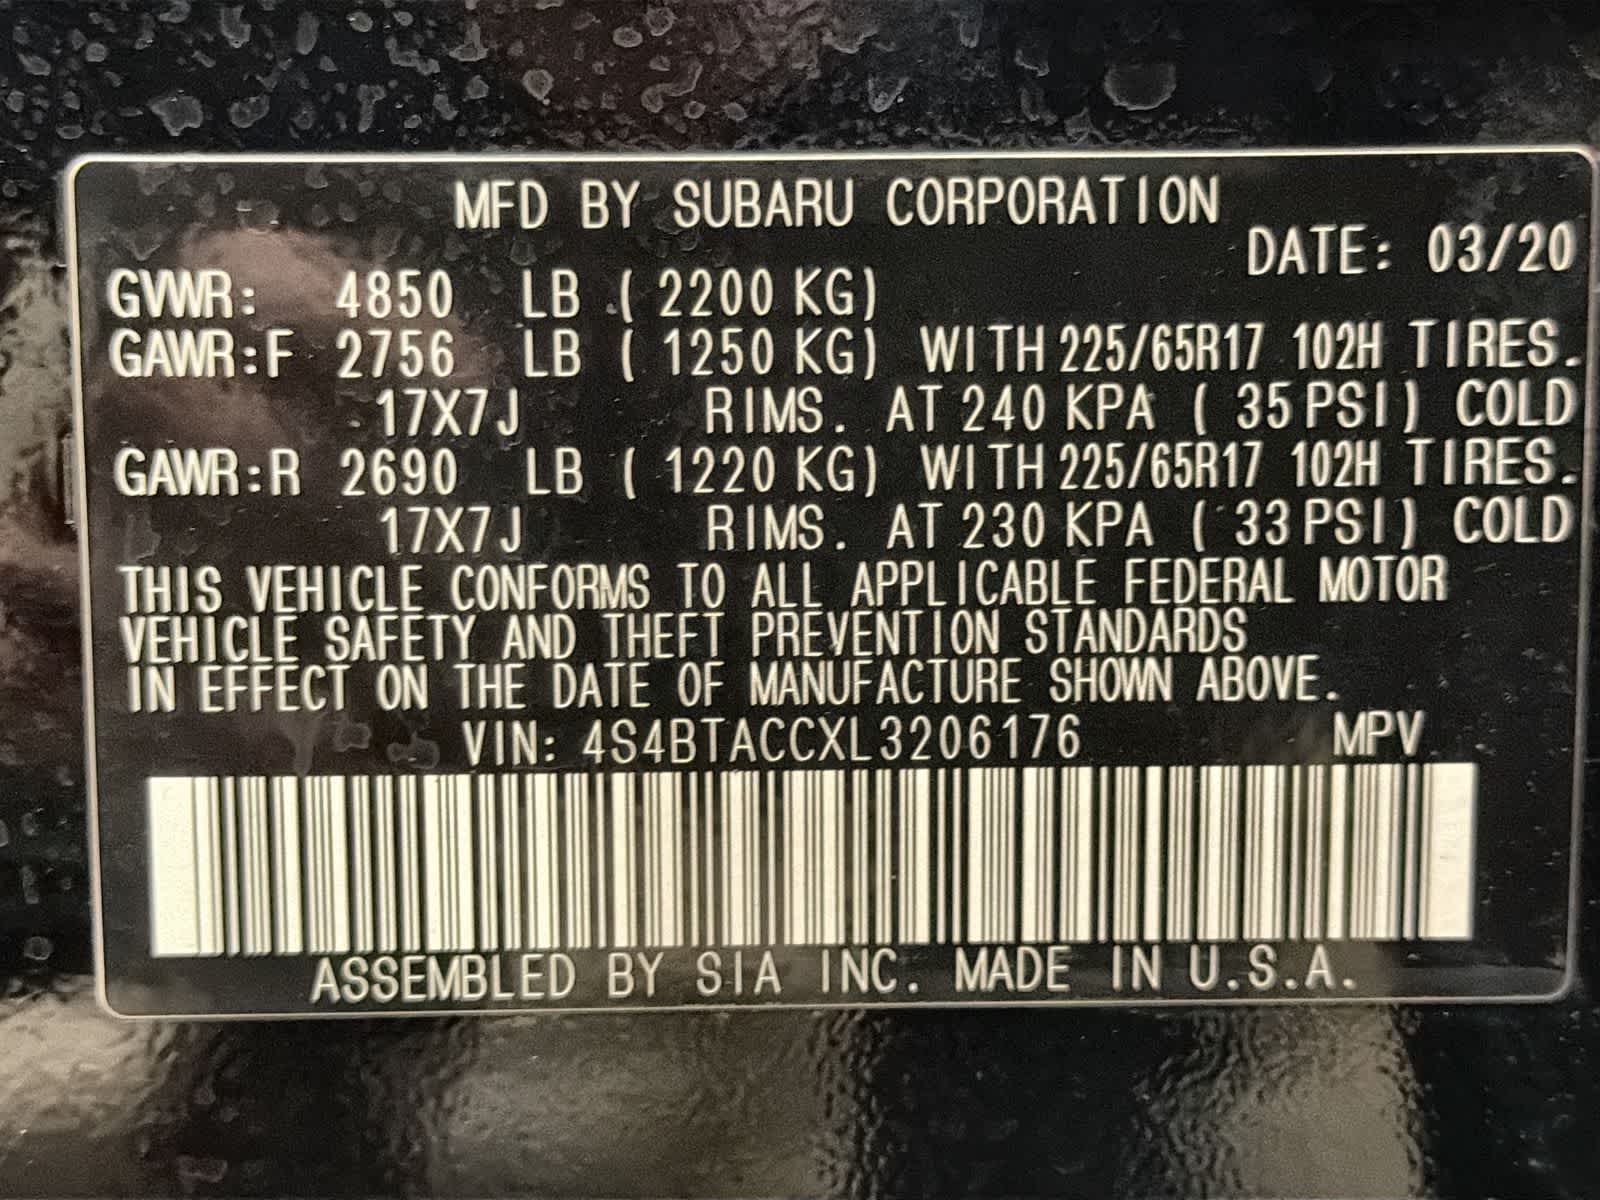 MFD BY SUBARU CORPORATION
DATE: 03/20
GVWR: 4850 LB ( 2200 KG)
GAWR:F 2756 LB ( 1250 KG) WITH 225/65R17 102H TIRES.
17X7J RIMS. AT 240 KPA ( 35 PSI) COLD
GAWR:R 2690 LB ( 1220 KG) WITH 225/65R17 102H TIRES.
17X7J RIMS. AT 230 KPA ( 33 PSI) COLD
THIS VEHICLE CONFORMS TO ALL APPLICABLE FEDERAL MOTOR
VEHICLE SAFETY AND THEFT PREVENTION STANDARDS
IN EFFECT ON THE DATE OF MANUFACTURE SHOWN ABOVE.
VIN: 4S4BTACCXL3206176 MPV
ASSEMBLED BY SIA INC. MADE IN U.S.A.